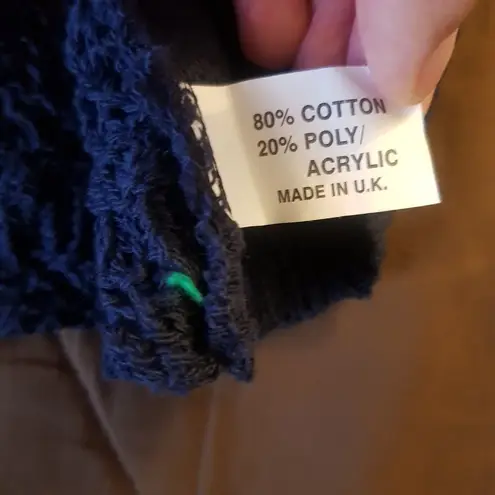 80% COTTON
20% POLY/
ACRYLIC
MADE IN U.K.